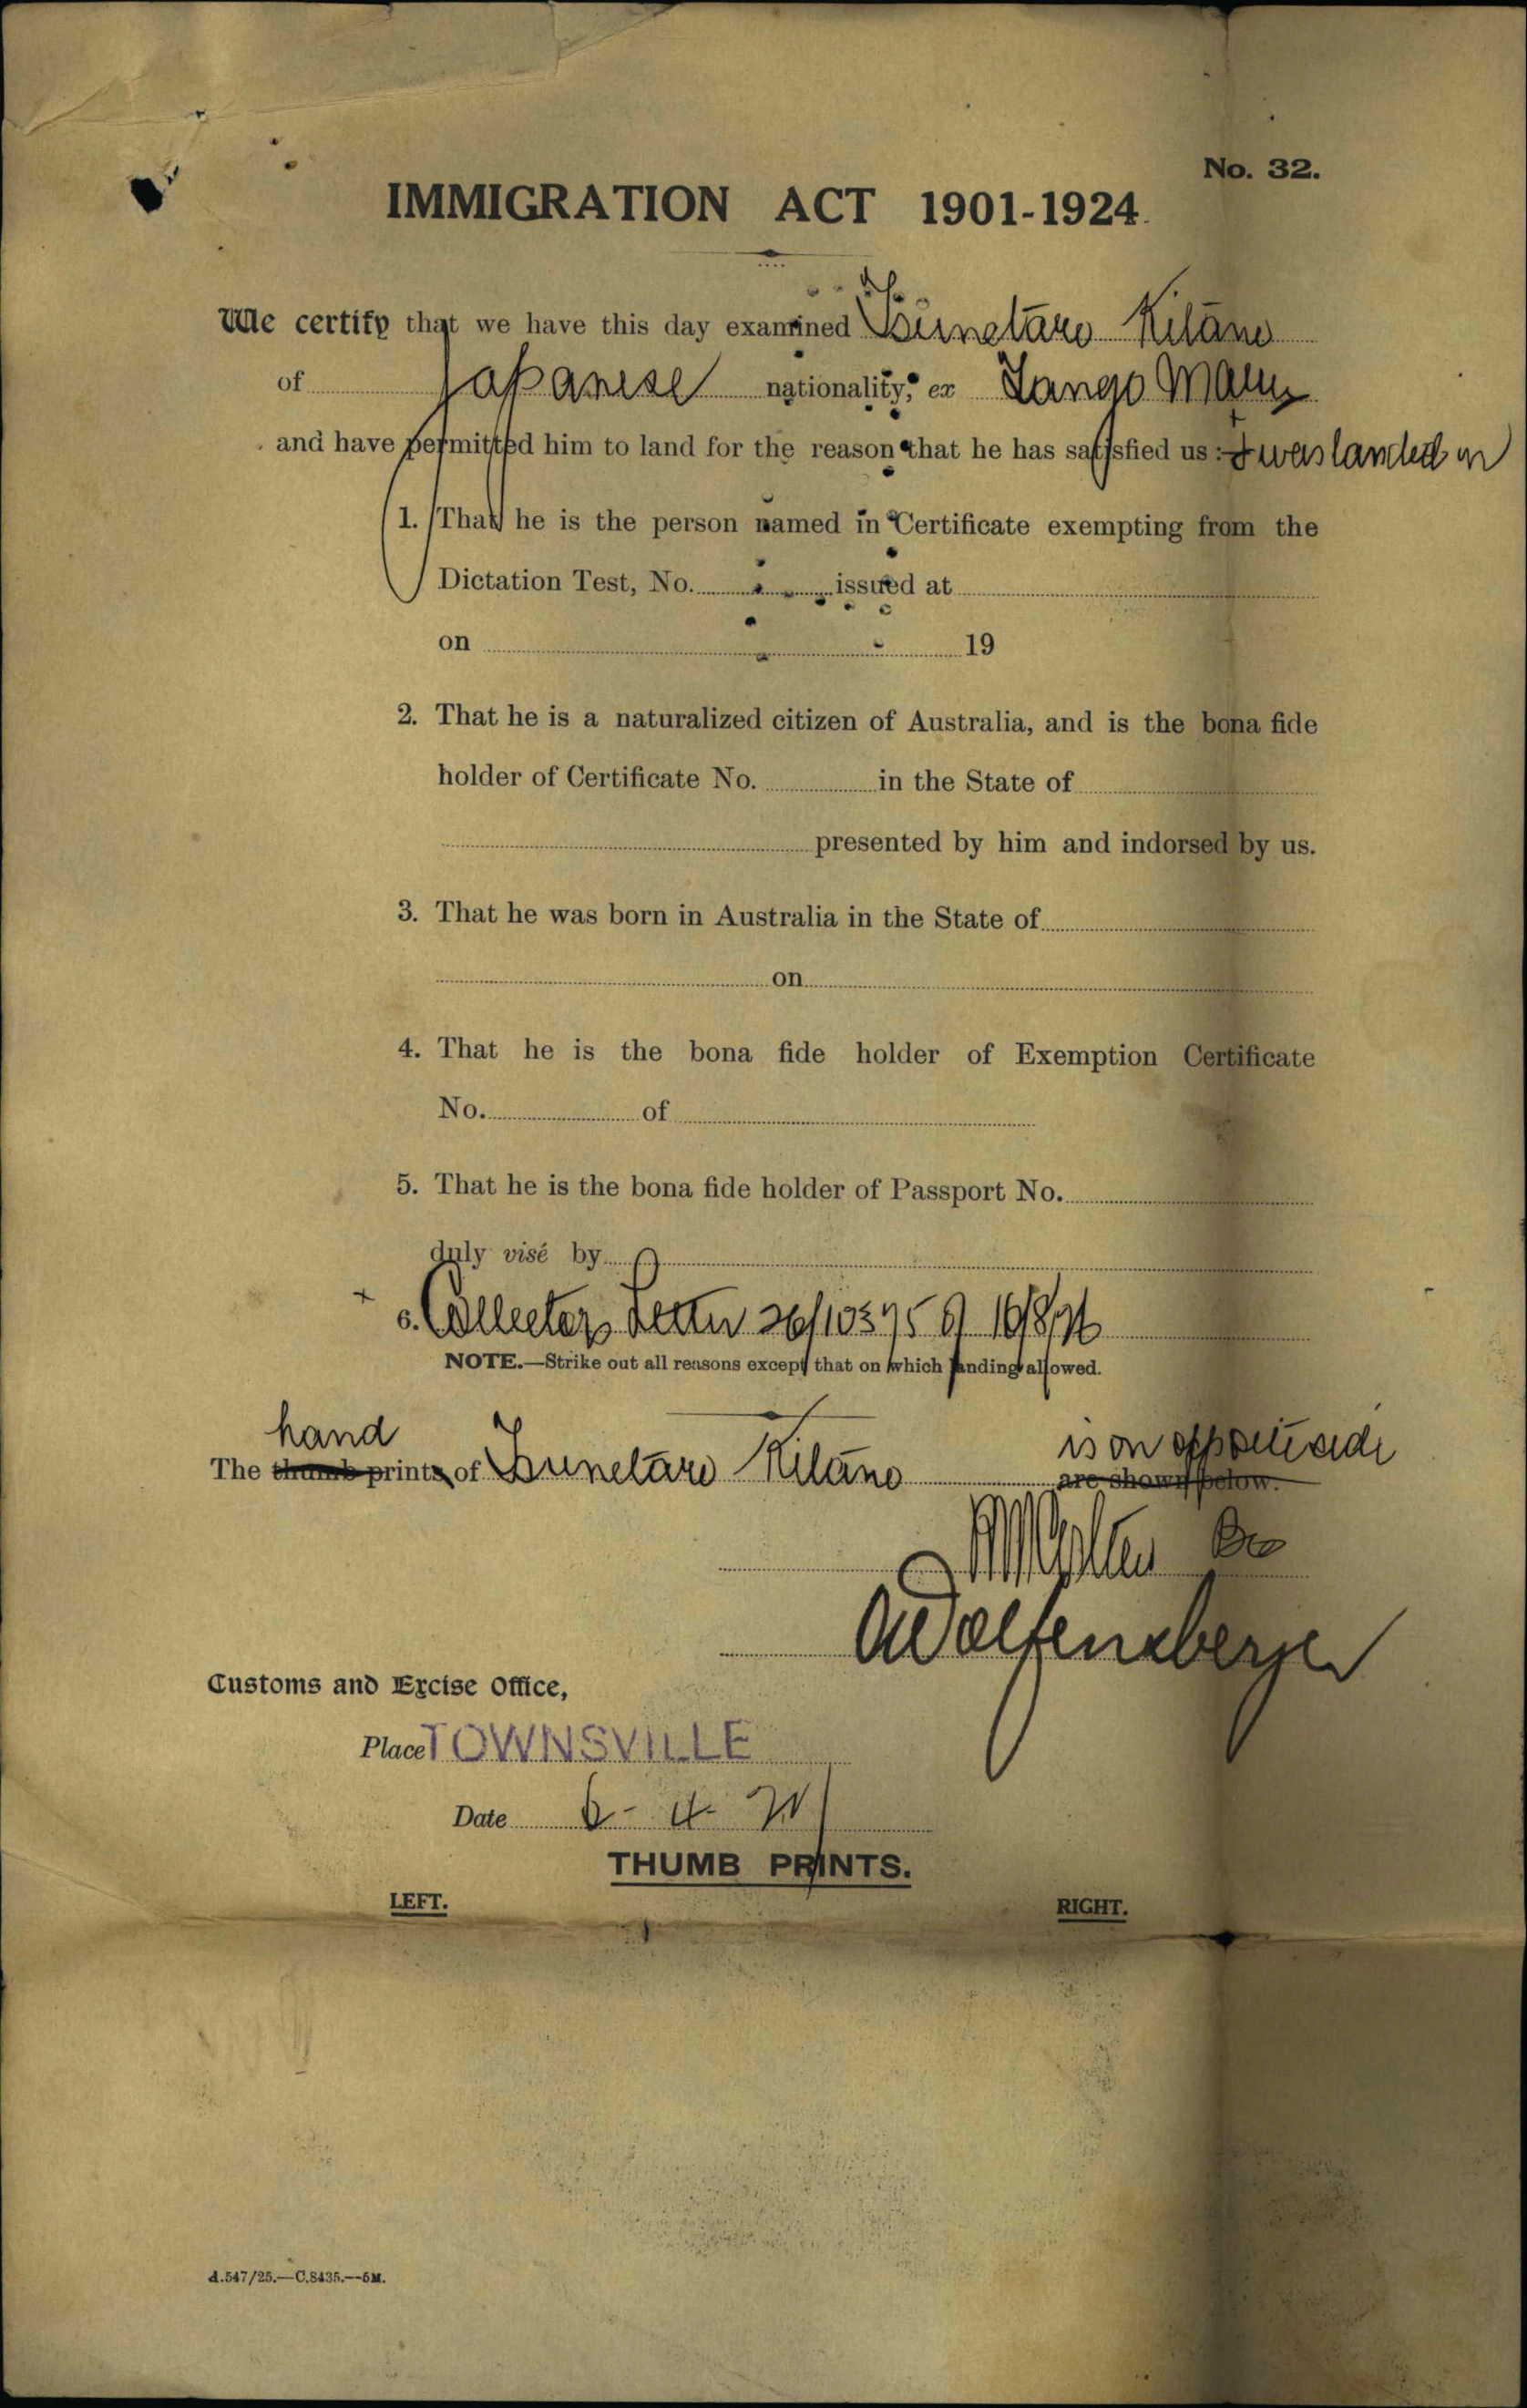 No. 32.
IMMIGRATION ACT 1901-1924.
We certify that we have this day examined Tsunetaro Kitano
of Japanese nationality, ex Tango Maru
and have permitted him to land for the reason that he has satisfied us :— + was landed on
1. That he is the person named in Certificate exempting from the
Dictation Test, No. issued at
on 19
2. That he is a naturalized citizen of Australia, and is the bona fide
holder of Certificate No. in the State of
presented by him and indorsed by us.
3. That he was born in Australia in the State of
on
4. That he is the bona fide holder of Exemption Certificate
No. of
5. That he is the bona fide holder of Passport No.
duly visé by
+ 6. Collectors Letter 26/10395 of 16/8/26
NOTE.—Strike out all reasons except that on which landing allowed.
hand is on opposite side
The thumb prints of Tsunetaro Kitano are shown below.
Customs and Excise Office,
Place TOWNSVILLE
Date 6-4-
THUMB PRINTS.
LEFT. RIGHT.
A.547/25.—C.8435.—5M.